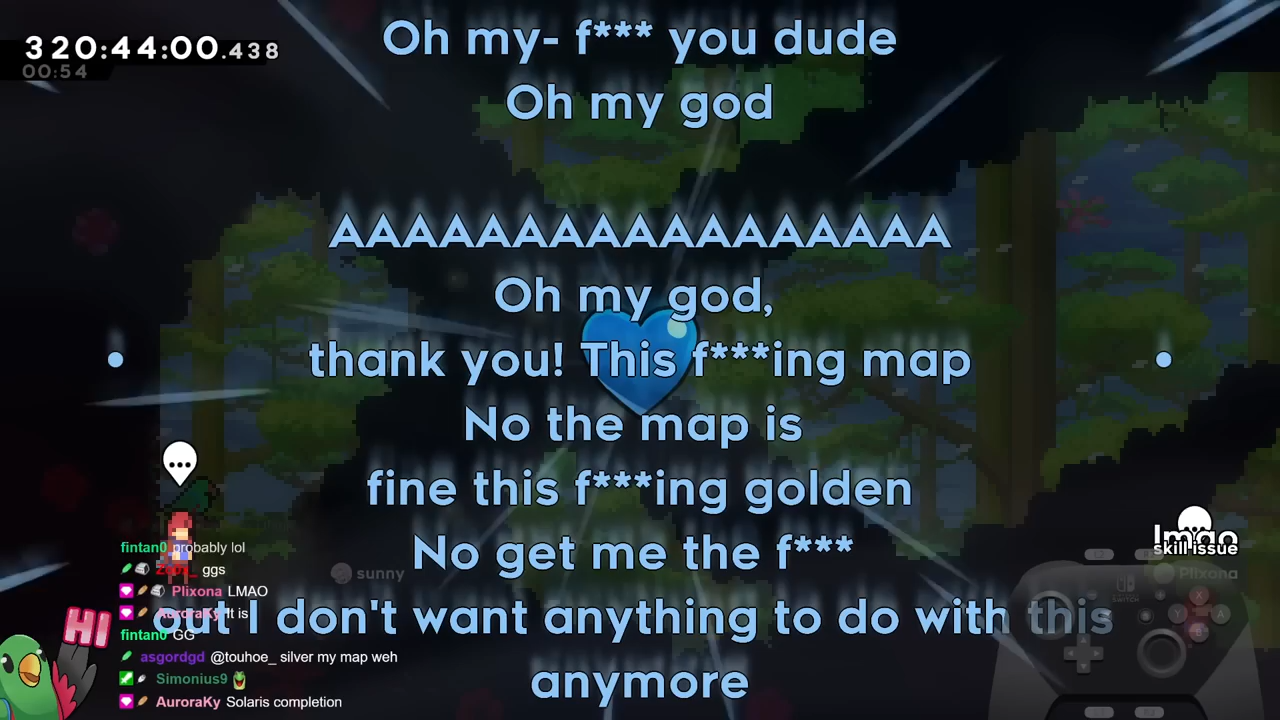 320:44:00.438
00:54
Oh my- f*** you dude
Oh my god
AAAAAAAAAAAAAAAAA
Oh my god,
thank you! This f***ing map
No the map is
fine this f***ing golden
No get me the f***
out I don't want anything to do with this
anymore
lmao
skill issue
sunny
Plixona
fintan0 probably lol
ggs
Plixona LMAO
AuroraKy it is
fintan0 GG
asgordgd @touhoe_ silver my map weh
Simonius9
AuroraKy Solaris completion
HI